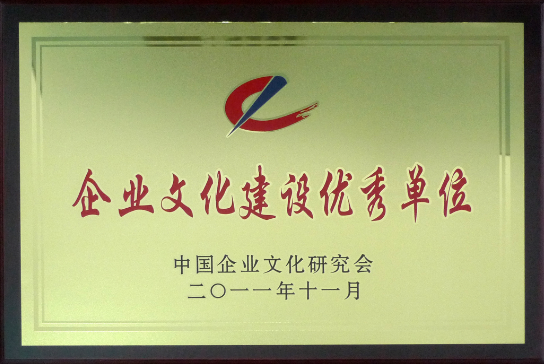 企业文化建设优秀单位
中国企业文化研究会
二〇一一年十一月